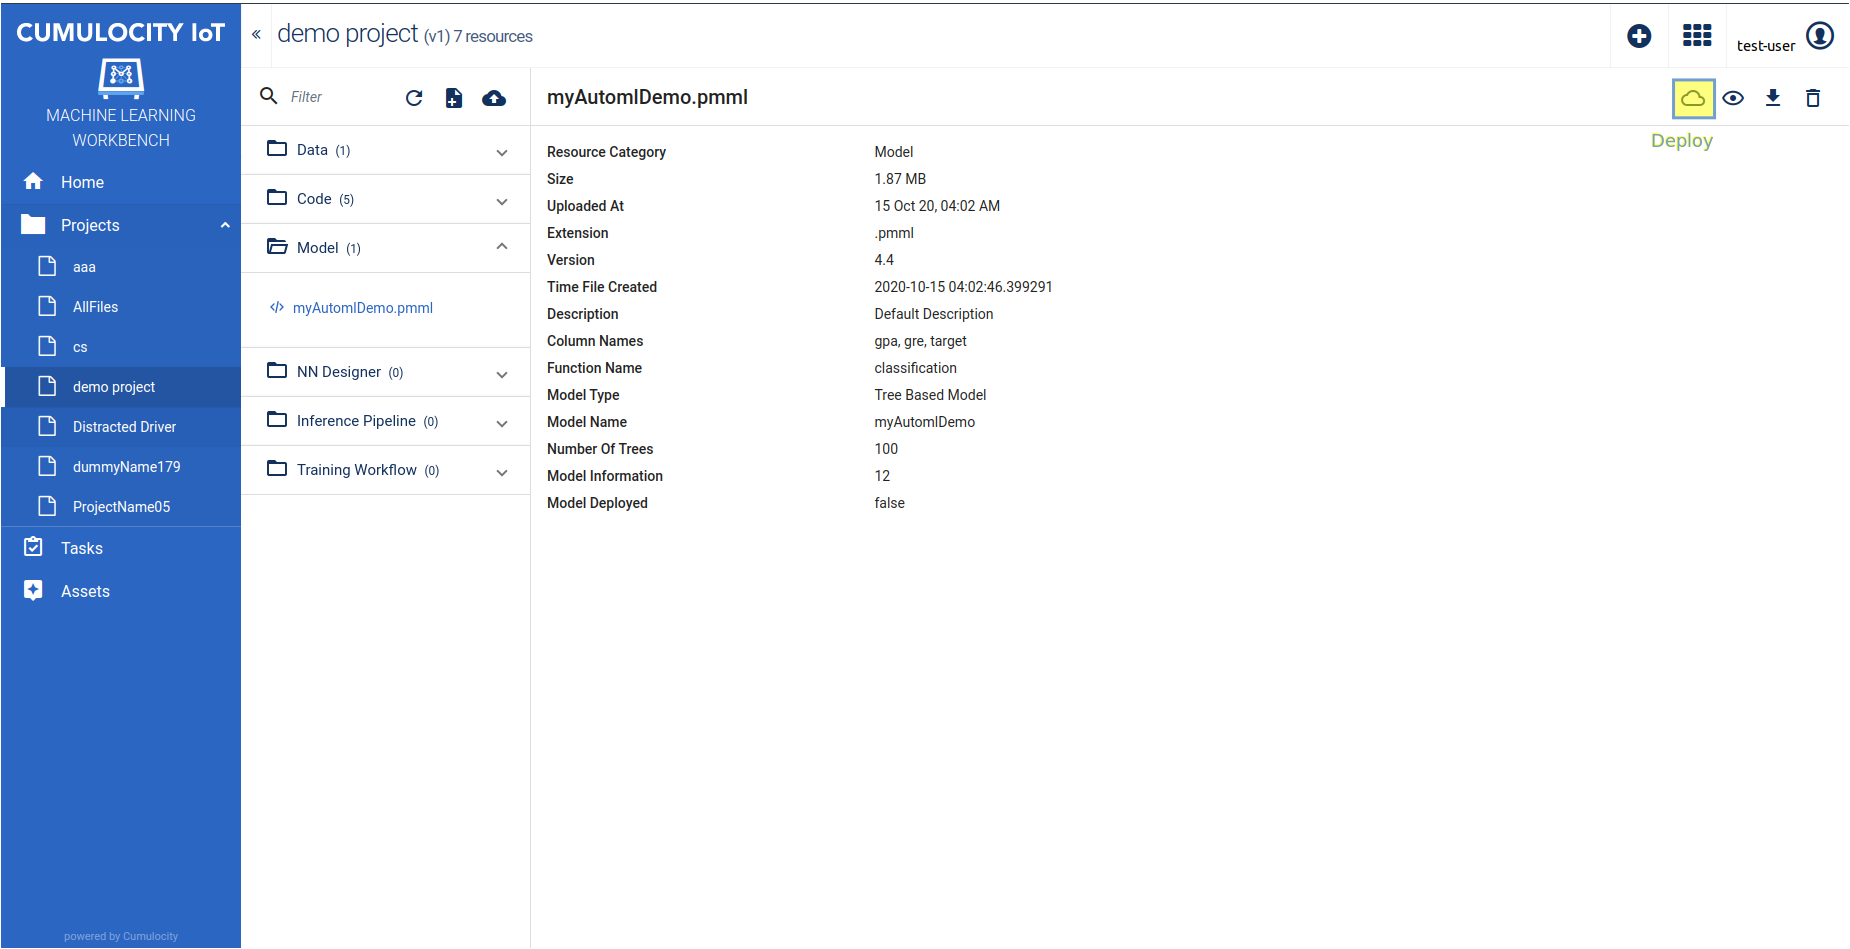 CUMULOCITY IoT
MACHINE LEARNING
WORKBENCH
Home
Projects
aaa
AllFiles
cs
demo project
Distracted Driver
dummyName179
ProjectName05
Tasks
Assets
powered by Cumulocity
« demo project (v1) 7 resources
test-user
Filter
Data (1)
Code (5)
Model (1)
</> myAutomlDemo.pmml
NN Designer (0)
Inference Pipeline (0)
Training Workflow (0)
myAutomlDemo.pmml
Deploy
Resource Category Model
Size 1.87 MB
Uploaded At 15 Oct 20, 04:02 AM
Extension .pmml
Version 4.4
Time File Created 2020-10-15 04:02:46.399291
Description Default Description
Column Names gpa, gre, target
Function Name classification
Model Type Tree Based Model
Model Name myAutomlDemo
Number Of Trees 100
Model Information 12
Model Deployed false